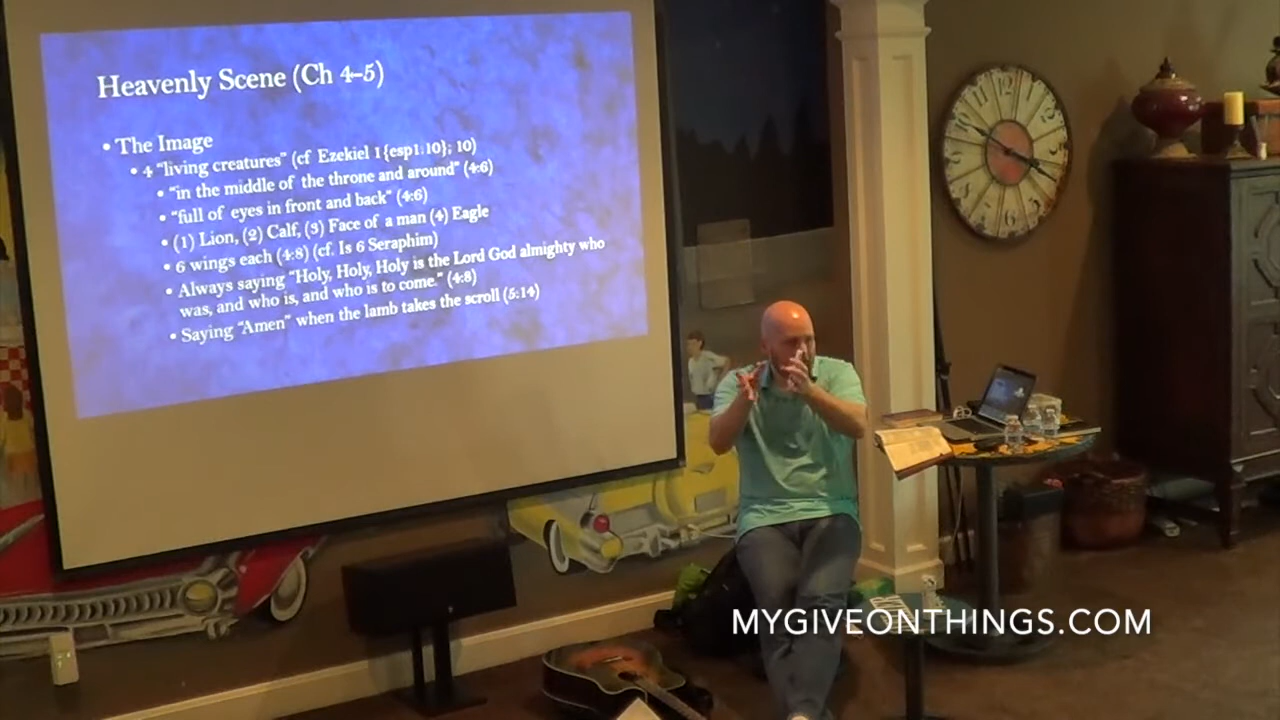 Heavenly Scene (Ch 4-5)
• The Image
• 4 "living creatures" (cf Ezekiel 1{esp1:10}; 10)
• "in the middle of the throne and around" (4:6)
• "full of eyes in front and back" (4:6)
• (1) Lion, (2) Calf, (3) Face of a man (4) Eagle
• 6 wings each (4:8) (cf. Is 6 Seraphim)
• Always saying "Holy, Holy, Holy is the Lord God almighty who
was, and who is, and who is to come." (4:8)
• Saying "Amen" when the lamb takes the scroll (5:14)
MYGIVEONTHINGS.COM